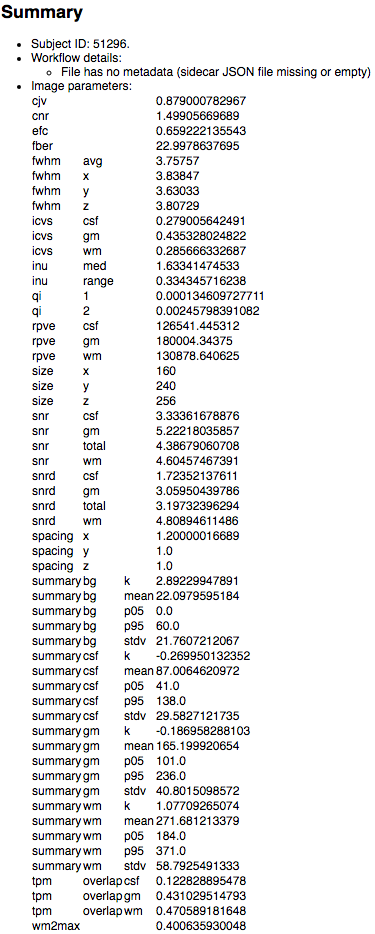 Summary
Subject ID: 51296.
Workflow details:
File has no metadata (sidecar JSON file missing or empty)
Image parameters:
cjv 0.879000782967
cnr 1.49905669689
efc 0.659222135543
fber 22.9978637695
fwhm avg 3.75757
fwhm x 3.83847
fwhm y 3.63033
fwhm z 3.80729
icvs csf 0.279005642491
icvs gm 0.435328024822
icvs wm 0.285666332687
inu med 1.63341474533
inu range 0.334345716238
qi 1 0.000134609727711
qi 2 0.00245798391082
rpve csf 126541.445312
rpve gm 180004.34375
rpve wm 130878.640625
size x 160
size y 240
size z 256
snr csf 3.33361678876
snr gm 5.22218035857
snr total 4.38679060708
snr wm 4.60457467391
snrd csf 1.72352137611
snrd gm 3.05950439786
snrd total 3.19732396294
snrd wm 4.80894611486
spacing x 1.20000016689
spacing y 1.0
spacing z 1.0
summary bg k 2.89229947891
summary bg mean 22.0979595184
summary bg p05 0.0
summary bg p95 60.0
summary bg stdv 21.7607212067
summary csf k -0.269950132352
summary csf mean 87.0064620972
summary csf p05 41.0
summary csf p95 138.0
summary csf stdv 29.5827121735
summary gm k -0.186958288103
summary gm mean 165.199920654
summary gm p05 101.0
summary gm p95 236.0
summary gm stdv 40.8015098572
summary wm k 1.07709265074
summary wm mean 271.681213379
summary wm p05 184.0
summary wm p95 371.0
summary wm stdv 58.7925491333
tpm overlap csf 0.122828895478
tpm overlap gm 0.431029514793
tpm overlap wm 0.470589181648
wm2max 0.400635930048